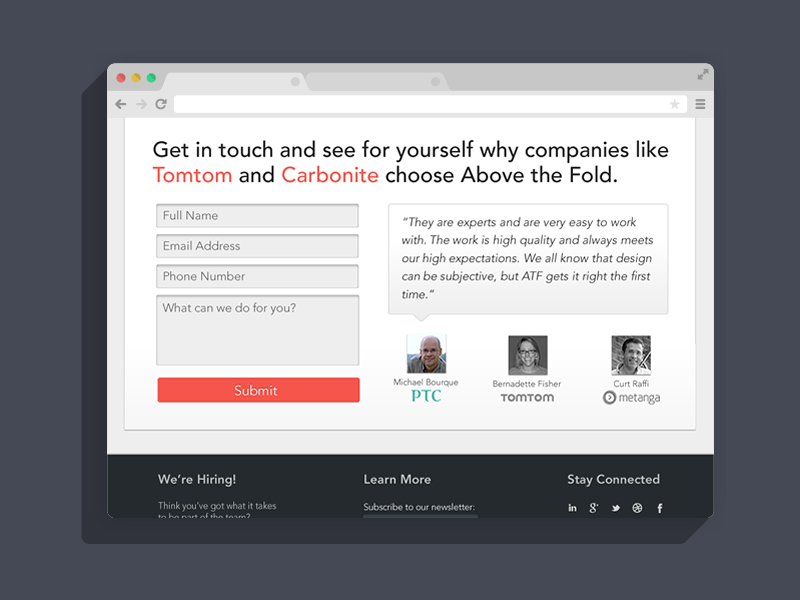 Get in touch and see for yourself why companies like
Tomtom and Carbonite choose Above the Fold.
Full Name
Email Address
Phone Number
What can we do for you?
Submit
“They are experts and are very easy to work
with. The work is high quality and always meets
our high expectations. We all know that design
can be subjective, but ATF gets it right the first
time.“
Michael Bourque
PTC
Bernadette Fisher
TOMTOM
Curt Raffi
metanga
We're Hiring!
Think you've got what it takes
to be part of the team?
Learn More
Subscribe to our newsletter:
Stay Connected